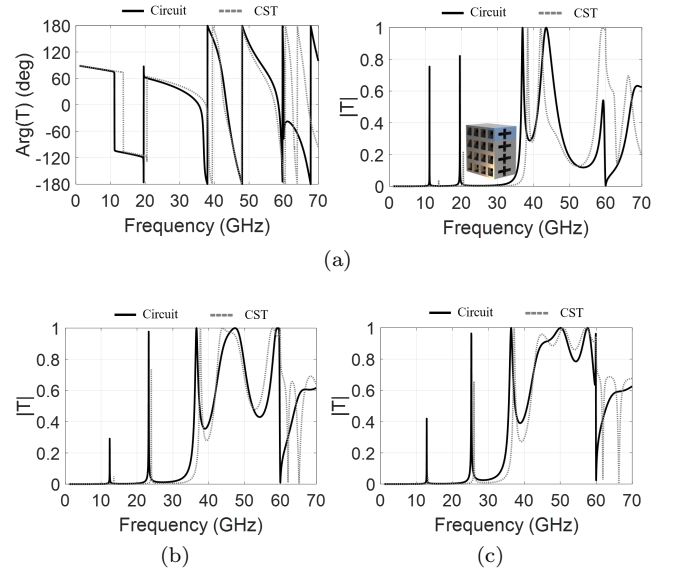 Circuit CST
Circuit CST
Arg(T) (deg)
180
120
60
0
-60
-120
-180
0 10 20 30 40 50 60 70
Frequency (GHz)
|T|
1
0.8
0.6
0.4
0.2
0
0 10 20 30 40 50 60 70
Frequency (GHz)
(a)
Circuit CST
|T|
1
0.8
0.6
0.4
0.2
0
0 10 20 30 40 50 60 70
Frequency (GHz)
(b)
Circuit CST
|T|
1
0.8
0.6
0.4
0.2
0
0 10 20 30 40 50 60 70
Frequency (GHz)
(c)